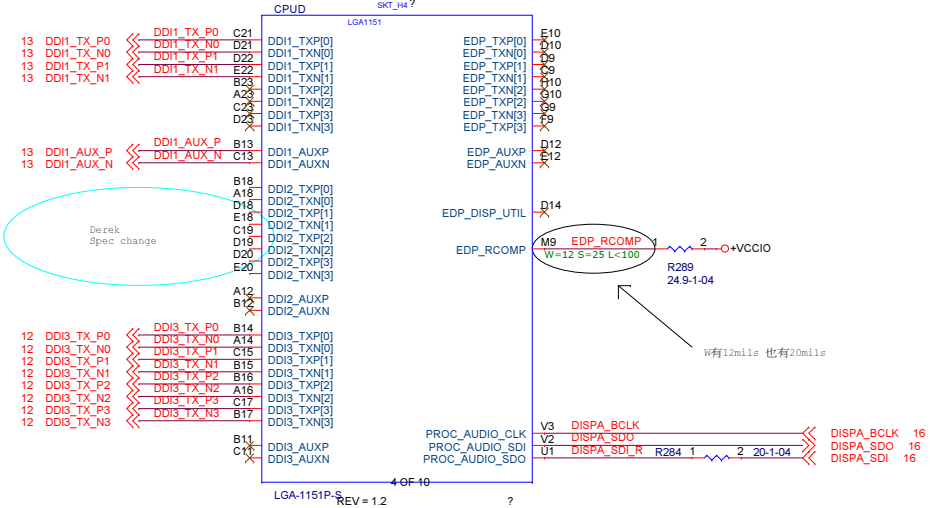 CPUD
SKT_H4 ?
LGA1151
13 DDI1_TX_P0 DDI1_TX_P0 C21 DDI1_TXP[0]
13 DDI1_TX_N0 DDI1_TX_N0 D21 DDI1_TXN[0]
13 DDI1_TX_P1 DDI1_TX_P1 D22 DDI1_TXP[1]
13 DDI1_TX_N1 DDI1_TX_N1 E22 DDI1_TXN[1]
B23 DDI1_TXP[2]
A23 DDI1_TXN[2]
C23 DDI1_TXP[3]
D23 DDI1_TXN[3]
13 DDI1_AUX_P DDI1_AUX_P B13 DDI1_AUXP
13 DDI1_AUX_N DDI1_AUX_N C13 DDI1_AUXN
B18 DDI2_TXP[0]
A18 DDI2_TXN[0]
D18 DDI2_TXP[1]
E18 DDI2_TXN[1]
C19 DDI2_TXP[2]
D19 DDI2_TXN[2]
D20 DDI2_TXP[3]
E20 DDI2_TXN[3]
Derek
Spec change
A12 DDI2_AUXP
B12 DDI2_AUXN
12 DDI3_TX_P0 DDI3_TX_P0 B14 DDI3_TXP[0]
12 DDI3_TX_N0 DDI3_TX_N0 A14 DDI3_TXN[0]
12 DDI3_TX_P1 DDI3_TX_P1 C15 DDI3_TXP[1]
12 DDI3_TX_N1 DDI3_TX_N1 B15 DDI3_TXN[1]
12 DDI3_TX_P2 DDI3_TX_P2 B16 DDI3_TXP[2]
12 DDI3_TX_N2 DDI3_TX_N2 A16 DDI3_TXN[2]
12 DDI3_TX_P3 DDI3_TX_P3 C17 DDI3_TXP[3]
12 DDI3_TX_N3 DDI3_TX_N3 B17 DDI3_TXN[3]
B11 DDI3_AUXP
C11 DDI3_AUXN
EDP_TXP[0] E10
EDP_TXN[0] D10
EDP_TXP[1] D9
EDP_TXN[1] C9
EDP_TXN[2] H10
EDP_TXP[2] G10
EDP_TXN[3] G9
EDP_TXP[3] F9
EDP_AUXP D12
EDP_AUXN E12
EDP_DISP_UTIL D14
EDP_RCOMP M9 EDP_RCOMP 1 2 +VCCIO
W=12 S=25 L<100
R289
24.9-1-04
W有12mils 也有20mils
PROC_AUDIO_CLK V3 DISPA_BCLK DISPA_BCLK 16
PROC_AUDIO_SDI V2 DISPA_SDO DISPA_SDO 16
PROC_AUDIO_SDO U1 DISPA_SDI_R R284 1 2 20-1-04 DISPA_SDI 16
4 OF 10
LGA-1151P-S
REV = 1.2 ?